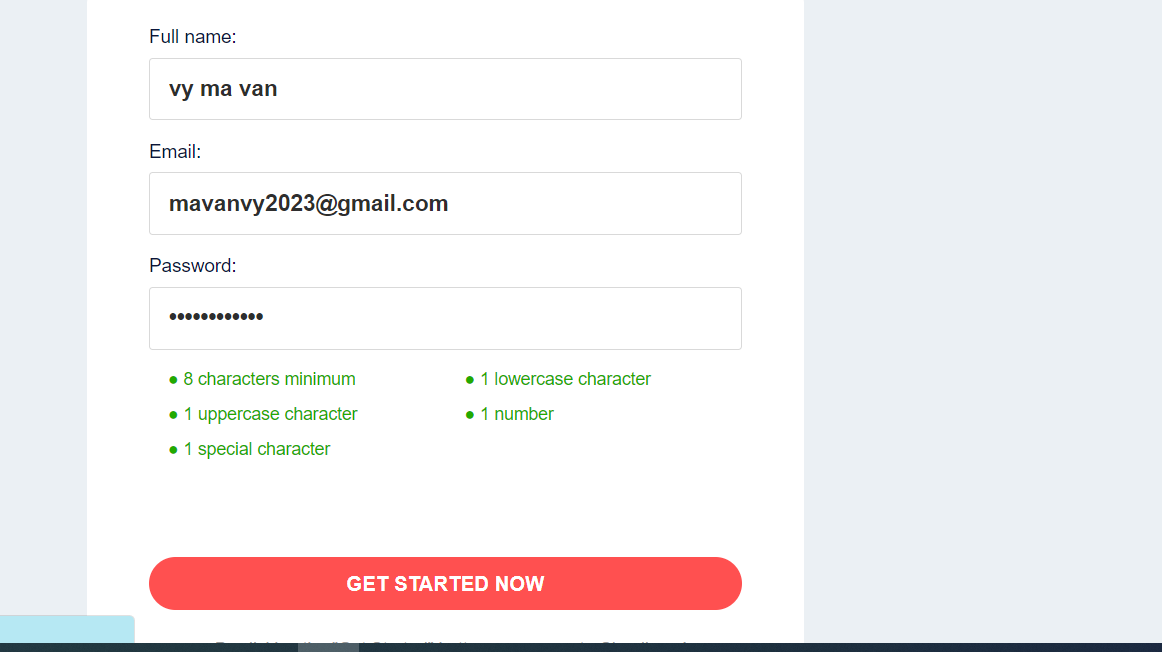 Full name:
vy ma van
Email:
mavanvy2023@gmail.com
Password:
••••••••••••
● 8 characters minimum
● 1 lowercase character
● 1 uppercase character
● 1 number
● 1 special character
GET STARTED NOW